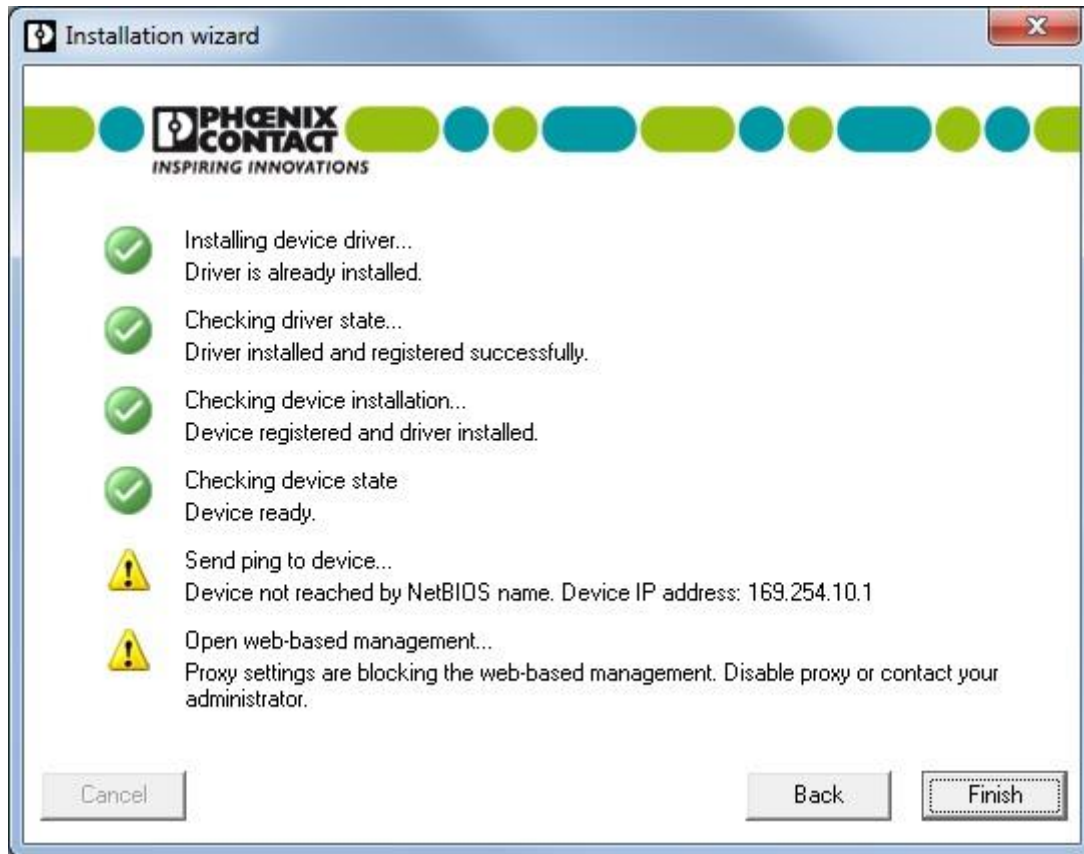 Installation wizard
PHŒNIX
CONTACT
INSPIRING INNOVATIONS
Installing device driver...
Driver is already installed.
Checking driver state...
Driver installed and registered successfully.
Checking device installation...
Device registered and driver installed.
Checking device state
Device ready.
Send ping to device...
Device not reached by NetBIOS name. Device IP address: 169.254.10.1
Open web-based management...
Proxy settings are blocking the web-based management. Disable proxy or contact your
administrator.
Cancel
Back
Finish